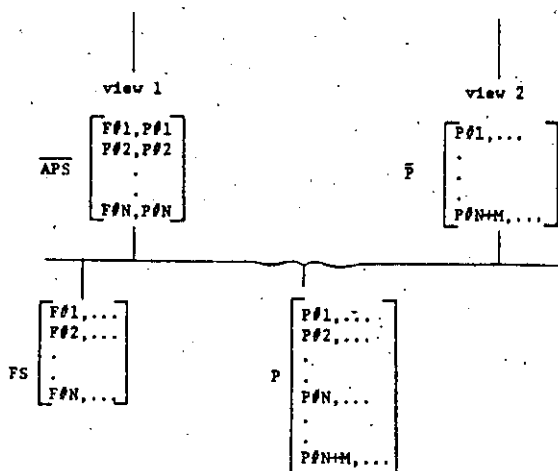 view 1
view 2
APS
F#1,P#1
P#2,P#2
.
.
F#N,P#N
P
P#1,...
.
.
.
P#N+M,...
FS
F#1,...
F#2,...
.
.
F#N,...
P
P#1,...
P#2,...
.
.
P#N,...
.
.
P#N+M,...